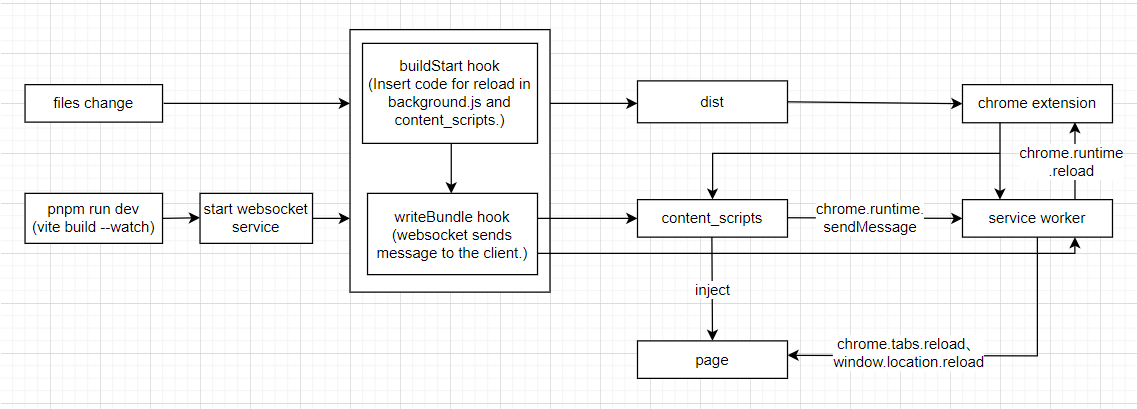 files change
buildStart hook
(Insert code for reload in
background.js and
content_scripts.)
dist
chrome extension
chrome.runtime
.reload
pnpm run dev
(vite build --watch)
start websocket
service
writeBundle hook
(websocket sends
message to the client.)
content_scripts
chrome.runtime.
sendMessage
service worker
inject
page
chrome.tabs.reload、
window.location.reload